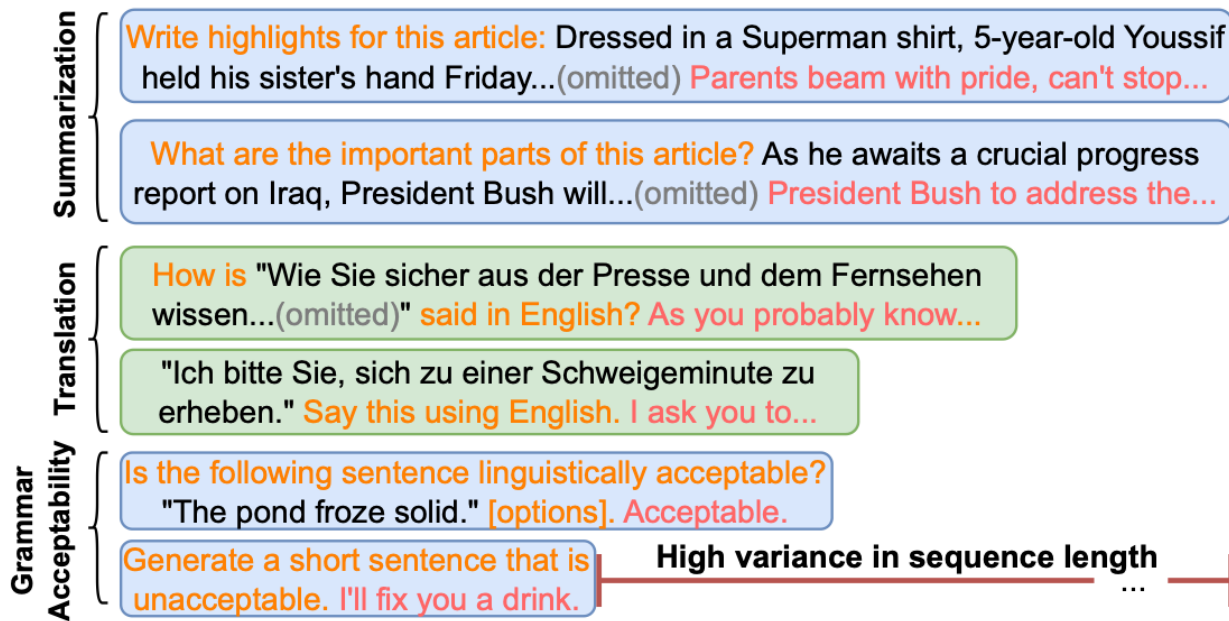 Summarization
Write highlights for this article: Dressed in a Superman shirt, 5-year-old Youssif
held his sister's hand Friday...(omitted) Parents beam with pride, can't stop...
What are the important parts of this article? As he awaits a crucial progress
report on Iraq, President Bush will...(omitted) President Bush to address the...
Translation
How is "Wie Sie sicher aus der Presse und dem Fernsehen
wissen...(omitted)" said in English? As you probably know...
"Ich bitte Sie, sich zu einer Schweigeminute zu
erheben." Say this using English. I ask you to...
Grammar
Acceptability
Is the following sentence linguistically acceptable?
"The pond froze solid." [options]. Acceptable.
Generate a short sentence that is
unacceptable. I'll fix you a drink.
High variance in sequence length
...